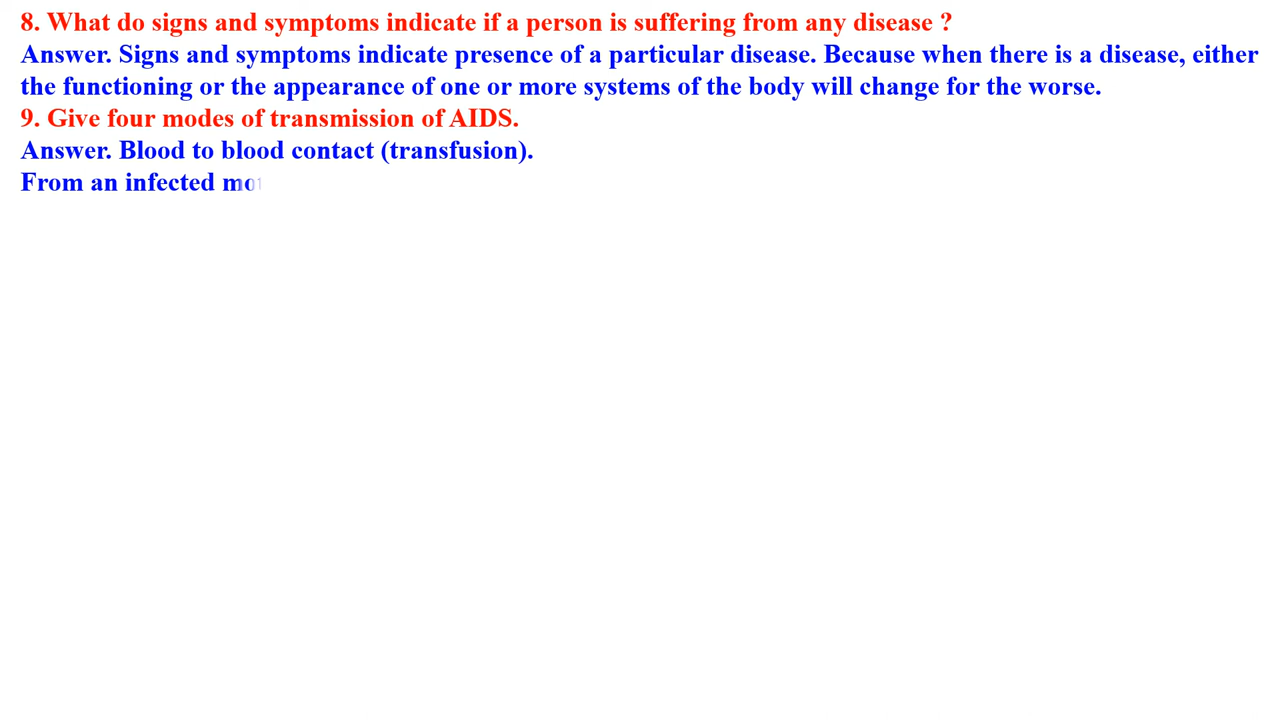 8. What do signs and symptoms indicate if a person is suffering from any disease ?
Answer. Signs and symptoms indicate presence of a particular disease. Because when there is a disease, either
the functioning or the appearance of one or more systems of the body will change for the worse.
9. Give four modes of transmission of AIDS.
Answer. Blood to blood contact (transfusion).
From an infected